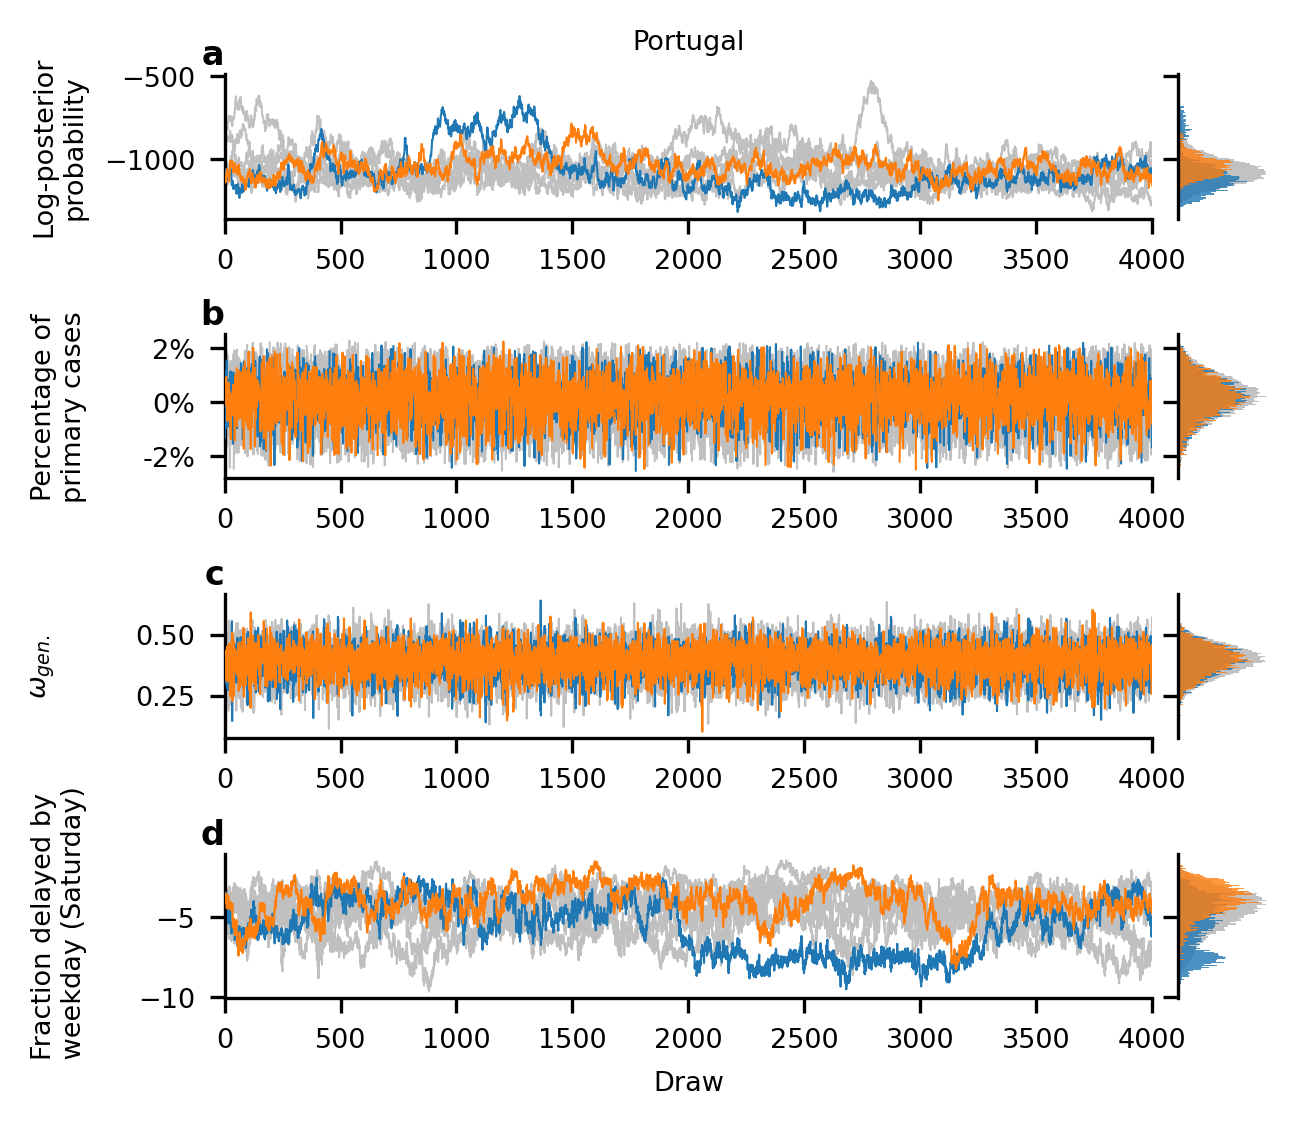 Portugal
a
Log-posterior
probability
−500
−1000
0 500 1000 1500 2000 2500 3000 3500 4000
b
Percentage of
primary cases
2%
0%
-2%
0 500 1000 1500 2000 2500 3000 3500 4000
c
ωgen.
0.50
0.25
0 500 1000 1500 2000 2500 3000 3500 4000
d
Fraction delayed by
weekday (Saturday)
−5
−10
0 500 1000 1500 2000 2500 3000 3500 4000
Draw